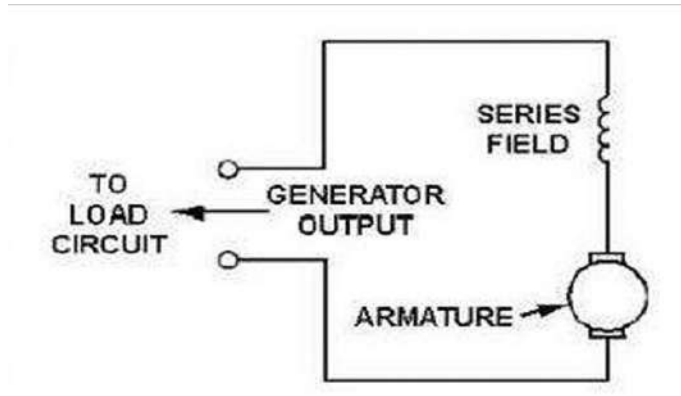 SERIES
FIELD
TO
LOAD
CIRCUIT
GENERATOR
OUTPUT
ARMATURE